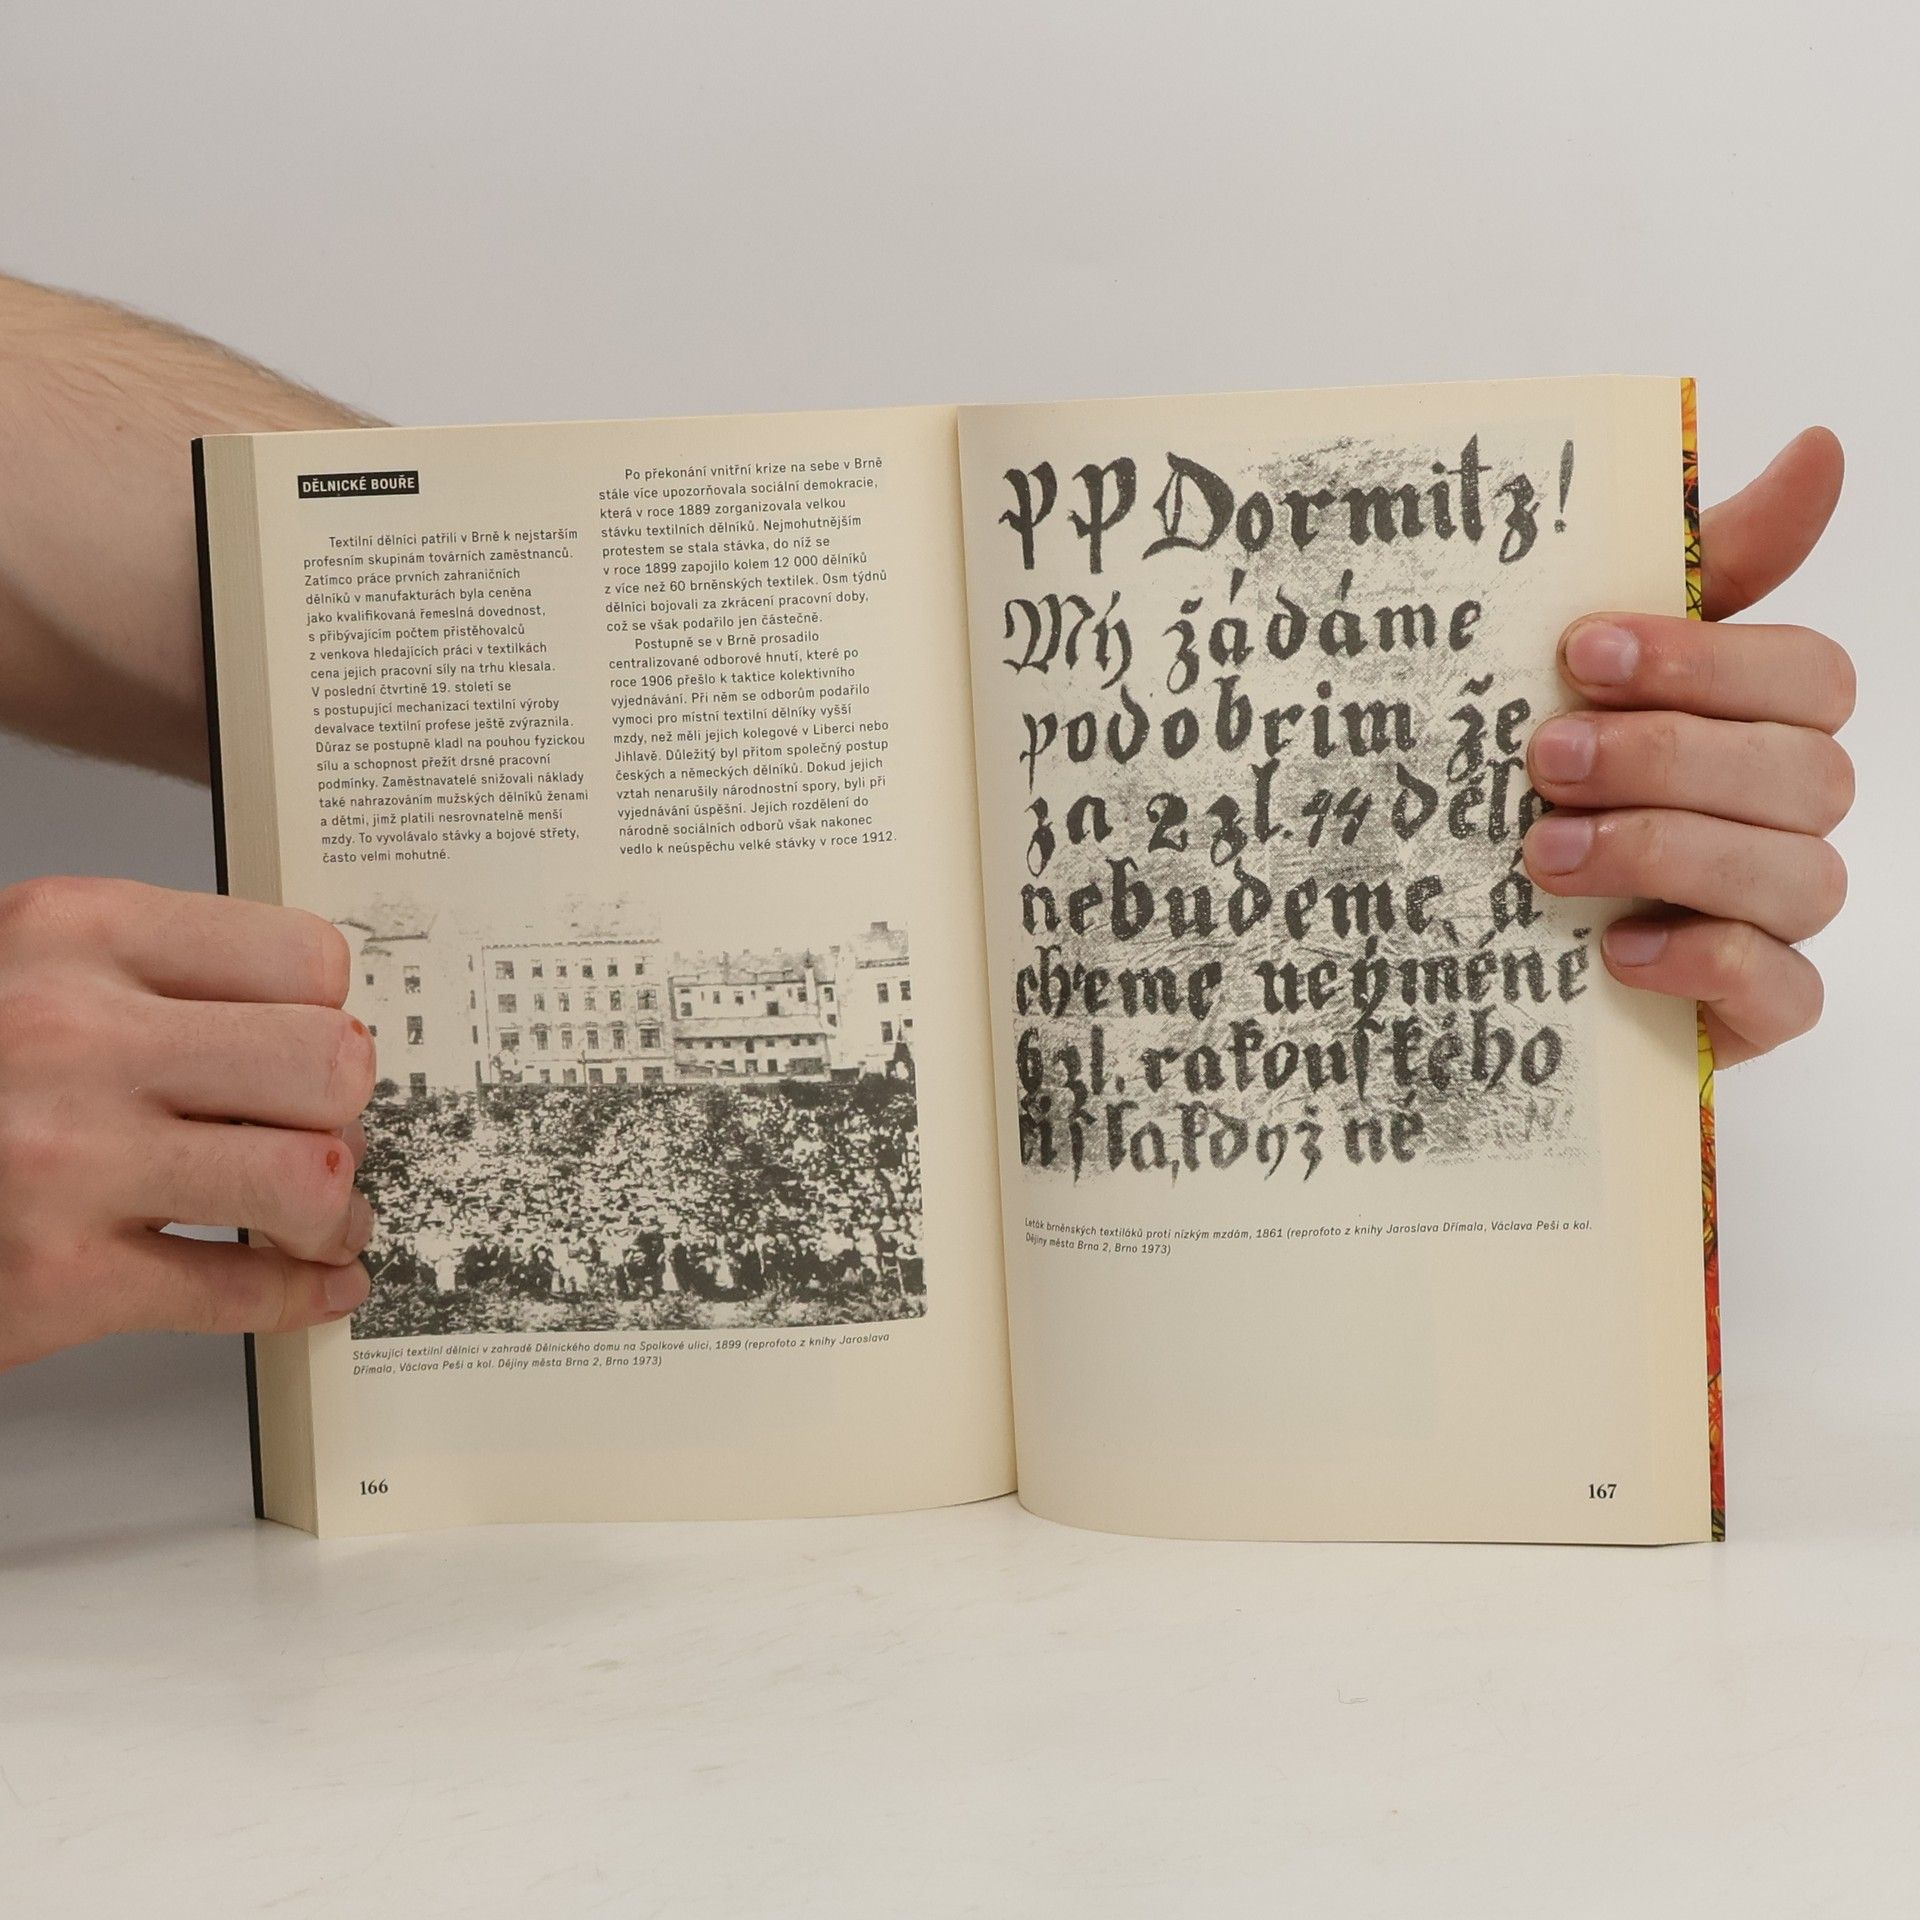 DĚLNICKÉ BOUŘE
Textilní dělníci patřili v Brně k nejstarším
profesním skupinám továrních zaměstnanců.
Zatímco práce prvních zahraničních
dělníků v manufakturách byla ceněna
jako kvalifikovaná řemeslná dovednost,
s přibývajícím počtem přistěhovalců
z venkova hledajících práci v textilkách
cena jejich pracovní síly na trhu klesala.
V poslední čtvrtině 19. století se
s postupující mechanizací textilní výroby
devalvace textilní profese ještě zvýraznila.
Důraz se postupně kladl na pouhou fyzickou
sílu a schopnost přežít drsné pracovní
podmínky. Zaměstnavatelé snižovali náklady
také nahrazováním mužských dělníků ženami
a dětmi, jimž platili nesrovnatelně menší
mzdy. To vyvolávalo stávky a bojové střety,
často velmi mohutné.
Po překonání vnitřní krize na sebe v Brně
stále více upozorňovala sociální demokracie,
která v roce 1889 zorganizovala velkou
stávku textilních dělníků. Nejmohutnějším
protestem se stala stávka, do níž se
v roce 1899 zapojilo kolem 12 000 dělníků
z více než 60 brněnských textilek. Osm týdnů
dělníci bojovali za zkrácení pracovní doby,
což se však podařilo jen částečně.
Postupně se v Brně prosadilo
centralizované odborové hnutí, které po
roce 1906 přešlo k taktice kolektivního
vyjednávání. Při něm se odborům podařilo
vymoci pro místní textilní dělníky vyšší
mzdy, než měli jejich kolegové v Liberci nebo
Jihlavě. Důležitý byl přitom společný postup
českých a německých dělníků. Dokud jejich
vztah nenarušily národnostní spory, byli při
vyjednávání úspěšní. Jejich rozdělení do
národně sociálních odborů však nakonec
vedlo k neúspěchu velké stávky v roce 1912.
Stávkující textilní dělníci v zahradě Dělnického domu na Spolkové ulici, 1899 (reprofoto z knihy Jaroslava
Dřímala, Václava Peši a kol. Dějiny města Brna 2, Brno 1973)
166
PP Dormitz!
Mý žádáme
podobrim že
za 2 zl. 44
nebudeme, á
chceme neýméně
6 zl. rakouského
čisla, když ně
Leták brněnských textiláků proti nízkým mzdám, 1861 (reprofoto z knihy Jaroslava Dřímala, Václava Peši a kol.
Dějiny města Brna 2, Brno 1973)
167